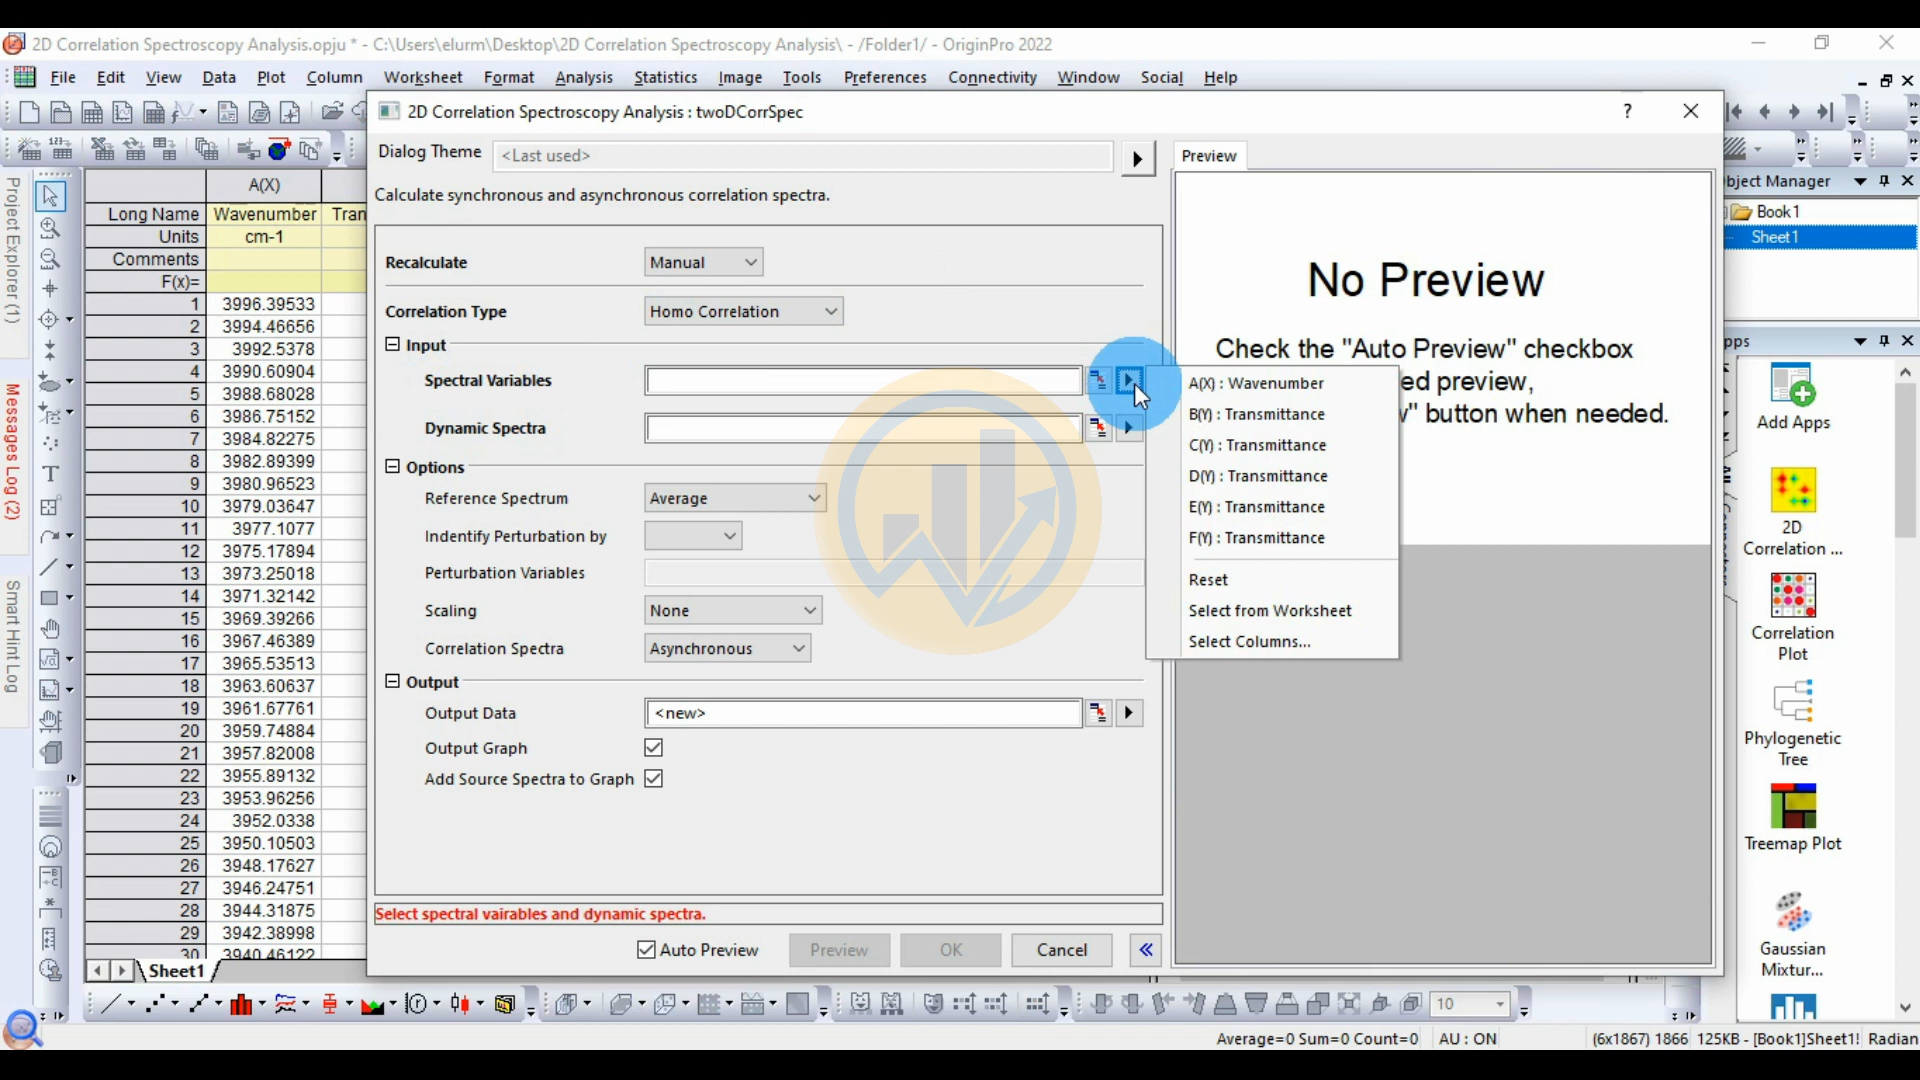 2D Correlation Spectroscopy Analysis.opju * - C:\Users\elurm\Desktop\2D Correlation Spectroscopy Analysis\ - /Folder1/ - OriginPro 2022
File Edit View Data Plot Column Worksheet Format Analysis Statistics Image Tools Preferences Connectivity Window Social Help
2D Correlation Spectroscopy Analysis : twoDCorrSpec
Dialog Theme <Last used>
Calculate synchronous and asynchronous correlation spectra.
Recalculate Manual
Correlation Type Homo Correlation
Input
Spectral Variables
Dynamic Spectra
Options
Reference Spectrum Average
Indentify Perturbation by
Perturbation Variables
Scaling None
Correlation Spectra Asynchronous
Output
Output Data <new>
Output Graph
Add Source Spectra to Graph
Select spectral vairables and dynamic spectra.
Auto Preview Preview OK Cancel
A(X) : Wavenumber
B(Y) : Transmittance
C(Y) : Transmittance
D(Y) : Transmittance
E(Y) : Transmittance
F(Y) : Transmittance
Reset
Select from Worksheet
Select Columns...
Preview
No Preview
Check the "Auto Preview" checkbox
ed preview,
" button when needed.
Project Explorer (1)
Messages Log (2)
Smart Hint Log
A(X)
Long Name Wavenumber Tran
Units cm-1
Comments
F(x)=
1 3996.39533
2 3994.46656
3 3992.5378
4 3990.60904
5 3988.68028
6 3986.75152
7 3984.82275
8 3982.89399
9 3980.96523
10 3979.03647
11 3977.1077
12 3975.17894
13 3973.25018
14 3971.32142
15 3969.39266
16 3967.46389
17 3965.53513
18 3963.60637
19 3961.67761
20 3959.74884
21 3957.82008
22 3955.89132
23 3953.96256
24 3952.0338
25 3950.10503
26 3948.17627
27 3946.24751
28 3944.31875
29 3942.38998
30 3940.46122
Sheet1
bject Manager
Book1
Sheet1
pps
Add Apps
2D
Correlation ...
Correlation
Plot
Phylogenetic
Tree
Treemap Plot
Gaussian
Mixtur...
10
Average=0 Sum=0 Count=0 AU : ON (6x1867) 1866 125KB - [Book1]Sheet1! Radian